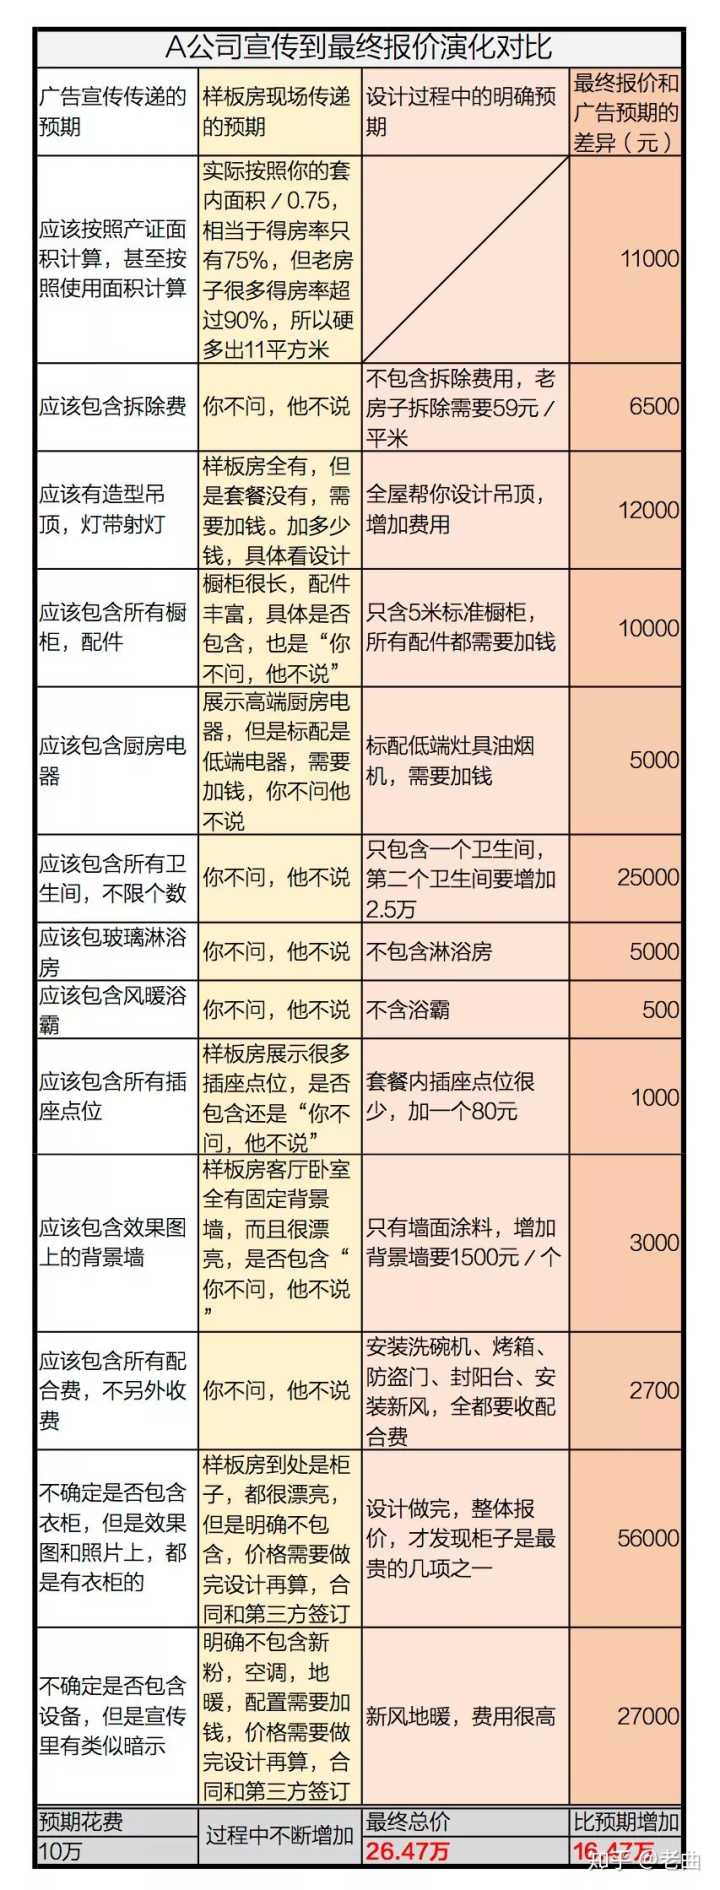 A公司宣传到最终报价演化对比
广告宣传传递的
预期
样板房现场传递
的预期
设计过程中的明确预
期
最终报价和
广告预期的
差异（元）
应该按照产证面
积计算，甚至按
照使用面积计算
实际按照你的套
内面积／0.75，
相当于得房率只
有75%，但老房
子很多得房率超
过90%，所以硬
多出11平方米
11000
应该包含拆除费
你不问，他不说
不包含拆除费用，老
房子拆除需要59元／
平米
6500
应该有造型吊
顶，灯带射灯
样板房全有，但
是套餐没有，需
要加钱。加多少
钱，具体看设计
全屋帮你设计吊顶，
增加费用
12000
应该包含所有橱
柜，配件
橱柜很长，配件
丰富，具体是否
包含，也是“你
不问，他不说”
只含5米标准橱柜，
所有配件都需要加钱
10000
应该包含厨房电
器
展示高端厨房电
器，但是标配是
低端电器，需要
加钱，你不问他
不说
标配低端灶具油烟
机，需要加钱
5000
应该包含所有卫
生间，不限个数
你不问，他不说
只包含一个卫生间，
第二个卫生间要增加
2.5万
25000
应该包玻璃淋浴
房
你不问，他不说
不包含淋浴房
5000
应该包含风暖浴
霸
你不问，他不说
不含浴霸
500
应该包含所有插
座点位
样板房展示很多
插座点位，是否
包含还是“你不
问，他不说”
套餐内插座点位很
少，加一个80元
1000
应该包含效果图
上的背景墙
样板房客厅卧室
全有固定背景
墙，而且很漂
亮，是否包含“
你不问，他不说
”
只有墙面涂料，增加
背景墙要1500元／个
3000
应该包含所有配
合费，不另外收
费
你不问，他不说
安装洗碗机、烤箱、
防盗门、封阳台、安
装新风，全都要收配
合费
2700
不确定是否包含
衣柜，但是效果
图和照片上，都
是有衣柜的
样板房到处是柜
子，都很漂亮，
但是明确不包
含，价格需要做
完设计再算，合
同和第三方签订
设计做完，整体报
价，才发现柜子是最
贵的几项之一
56000
不确定是否包含
设备，但是宣传
里有类似暗示
明确不包含新
粉，空调，地
暖，配置需要加
钱，价格需要做
完设计再算，合
同和第三方签订
新风地暖，费用很高
27000
预期花费
10万
过程中不断增加
最终总价
26.47万
比预期增加
16.47万
知乎 @老曲